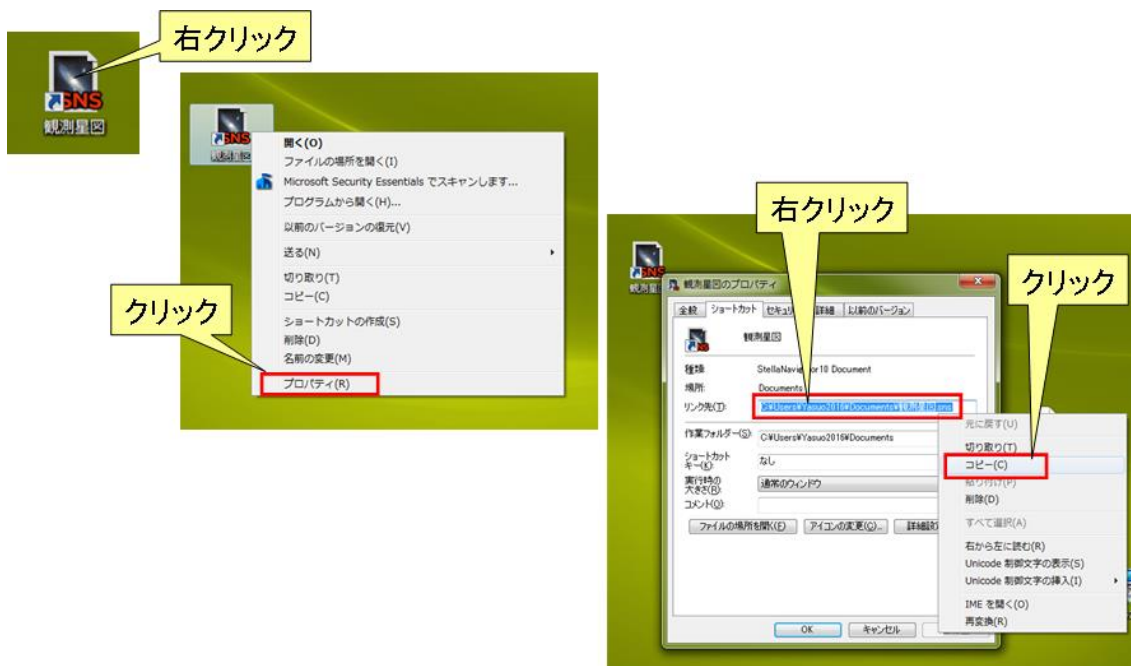 右クリック
SNS
観測星図
SNS
開く(O)
ファイルの場所を開く(I)
Microsoft Security Essentials でスキャンします...
プログラムから開く(H)...
以前のバージョンの復元(V)
送る(N)
切り取り(T)
コピー(C)
ショートカットの作成(S)
削除(D)
名前の変更(M)
プロパティ(R)
クリック
右クリック
クリック
SNS
観測星図のプロパティ
全般 ショートカット 詳細 以前のバージョン
観測星図
種類: StellaNavigator10 Document
場所: Documents
リンク先(T): C:¥Users¥Yasuo2016¥Documents¥観測星図.sns
作業フォルダー(S): C:¥Users¥Yasuo2016¥Documents
ショートカット
キー(K): なし
実行時の
大きさ(R): 通常のウィンドウ
コメント(O):
ファイルの場所を開く(F) アイコンの変更(C)...
OK キャンセル
元に戻す(U)
切り取り(T)
コピー(C)
貼り付け(P)
削除(D)
すべて選択(A)
右から左に読む(R)
Unicode 制御文字の表示(S)
Unicode 制御文字の挿入(I)
IME を開く(O)
再変換(R)